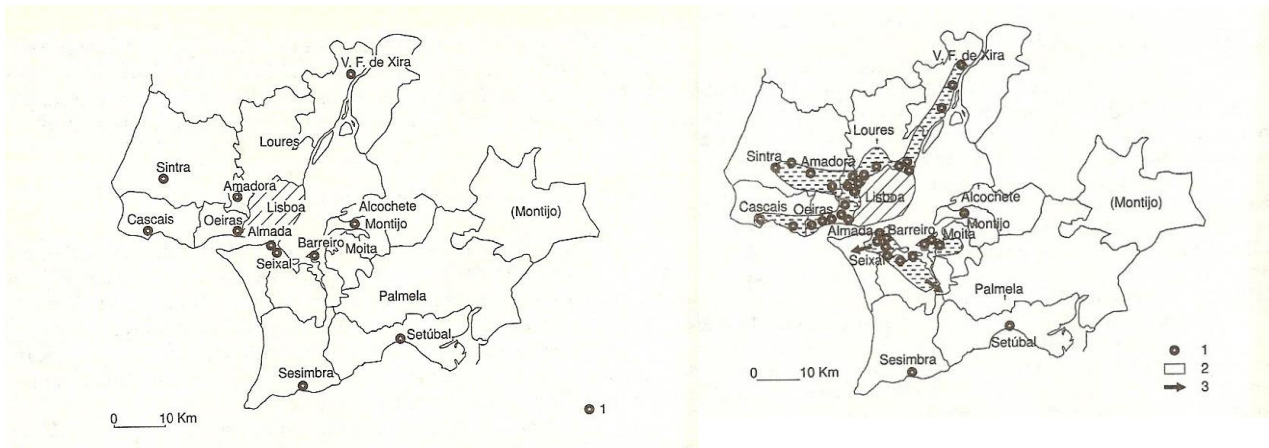 V. F. de Xira
Loures
Sintra
Amadora
Lisboa
Cascais
Oeiras
Almada
Alcochete
Montijo
(Montijo)
Barreiro
Moita
Seixal
Palmela
Setúbal
Sesimbra
0 10 Km
1
V. F. de Xira
Loures
Sintra
Amadora
Lisboa
Cascais
Oeiras
Almada
Barreiro
Alcochete
Montijo
(Montijo)
Moita
Seixal
Palmela
Setúbal
Sesimbra
0 10 Km
1
2
3